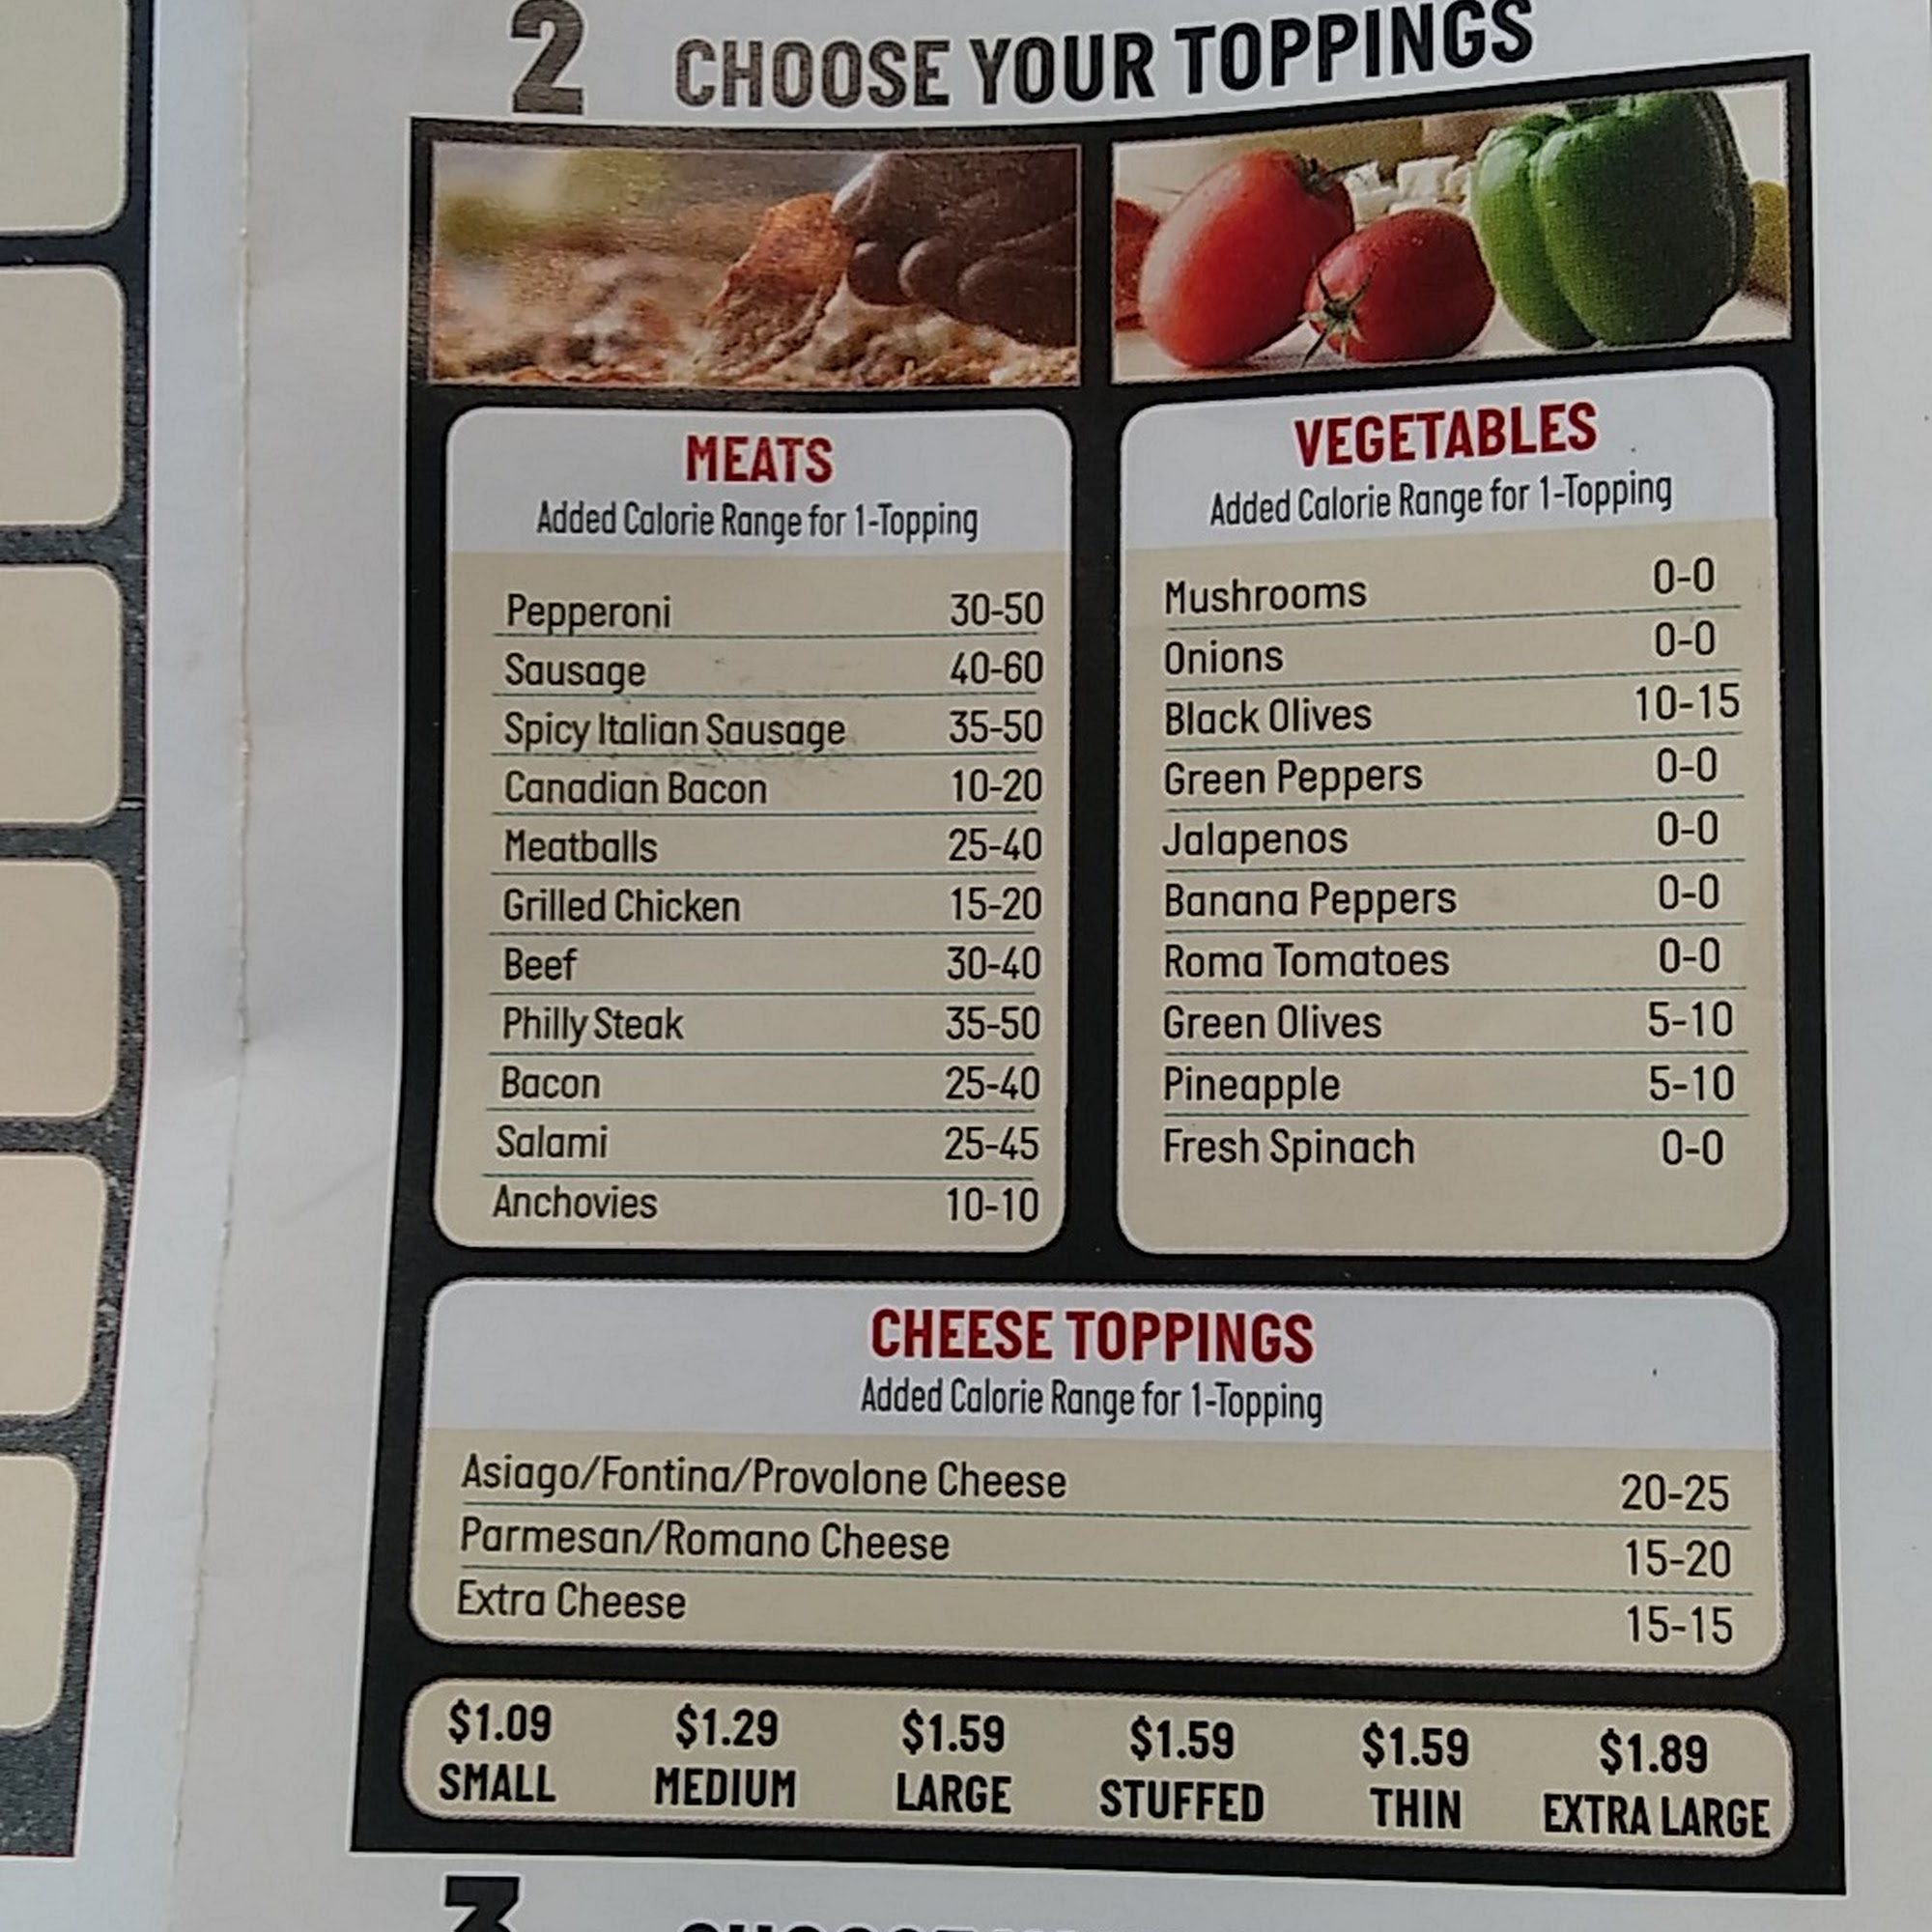 2 CHOOSE YOUR TOPPINGS
MEATS
Added Calorie Range for 1-Topping
Pepperoni 30-50
Sausage 40-60
Spicy Italian Sausage 35-50
Canadian Bacon 10-20
Meatballs 25-40
Grilled Chicken 15-20
Beef 30-40
Philly Steak 35-50
Bacon 25-40
Salami 25-45
Anchovies 10-10
VEGETABLES
Added Calorie Range for 1-Topping
Mushrooms 0-0
Onions 0-0
Black Olives 10-15
Green Peppers 0-0
Jalapenos 0-0
Banana Peppers 0-0
Roma Tomatoes 0-0
Green Olives 5-10
Pineapple 5-10
Fresh Spinach 0-0
CHEESE TOPPINGS
Added Calorie Range for 1-Topping
Asiago/Fontina/Provolone Cheese 20-25
Parmesan/Romano Cheese 15-20
Extra Cheese 15-15
$1.09 $1.29 $1.59 $1.59 $1.59 $1.89
SMALL MEDIUM LARGE STUFFED THIN EXTRA LARGE
3